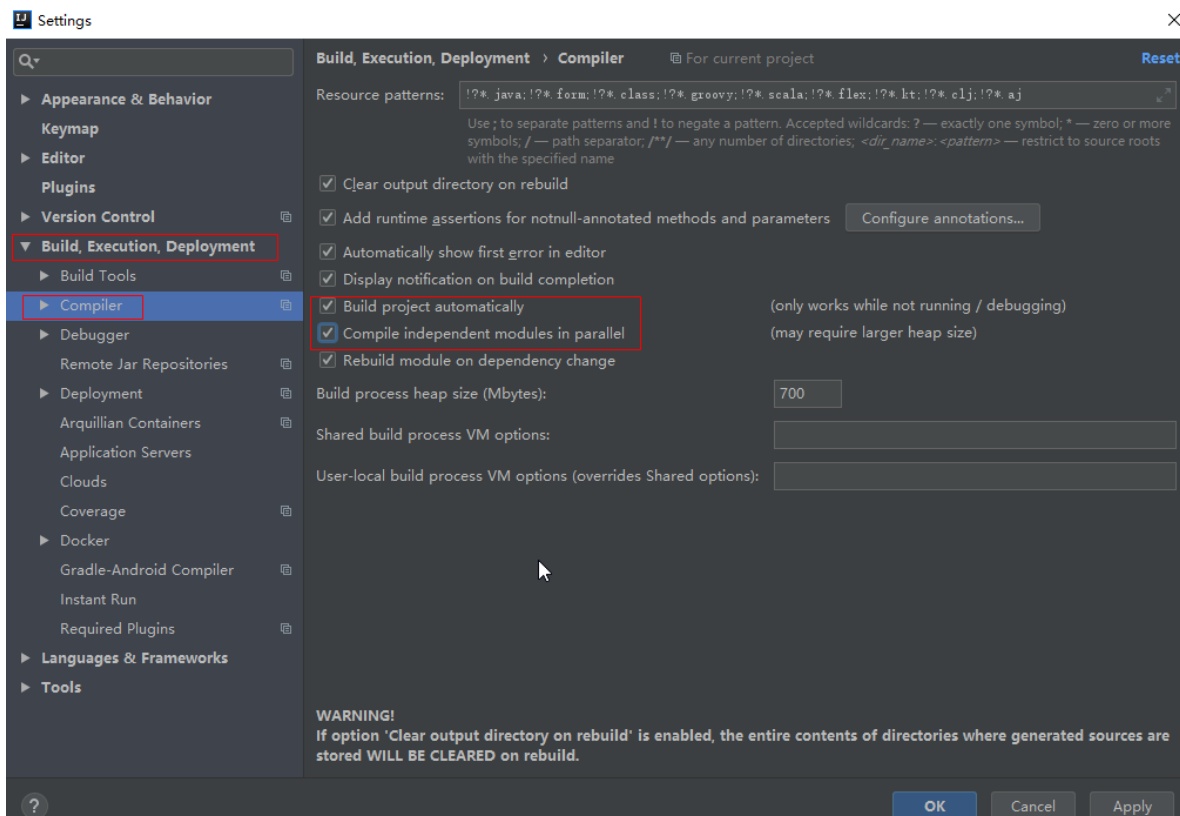 Settings
Build, Execution, Deployment › Compiler For current project Reset
Appearance & Behavior
Keymap
Editor
Plugins
Version Control
Build, Execution, Deployment
Build Tools
Compiler
Debugger
Remote Jar Repositories
Deployment
Arquillian Containers
Application Servers
Clouds
Coverage
Docker
Gradle-Android Compiler
Instant Run
Required Plugins
Languages & Frameworks
Tools
Resource patterns: !?*.java;!?*.form;!?*.class;!?*.groovy;!?*.scala;!?*.flex;!?*.kt;!?*.clj;!?*.aj
Use ; to separate patterns and ! to negate a pattern. Accepted wildcards: ? — exactly one symbol; * — zero or more
symbols; / — path separator; /**/ — any number of directories; <dir_name>:<pattern> — restrict to source roots
with the specified name
Clear output directory on rebuild
Add runtime assertions for notnull-annotated methods and parameters Configure annotations...
Automatically show first error in editor
Display notification on build completion
Build project automatically (only works while not running / debugging)
Compile independent modules in parallel (may require larger heap size)
Rebuild module on dependency change
Build process heap size (Mbytes): 700
Shared build process VM options:
User-local build process VM options (overrides Shared options):
WARNING!
If option 'Clear output directory on rebuild' is enabled, the entire contents of directories where generated sources are
stored WILL BE CLEARED on rebuild.
? OK Cancel Apply